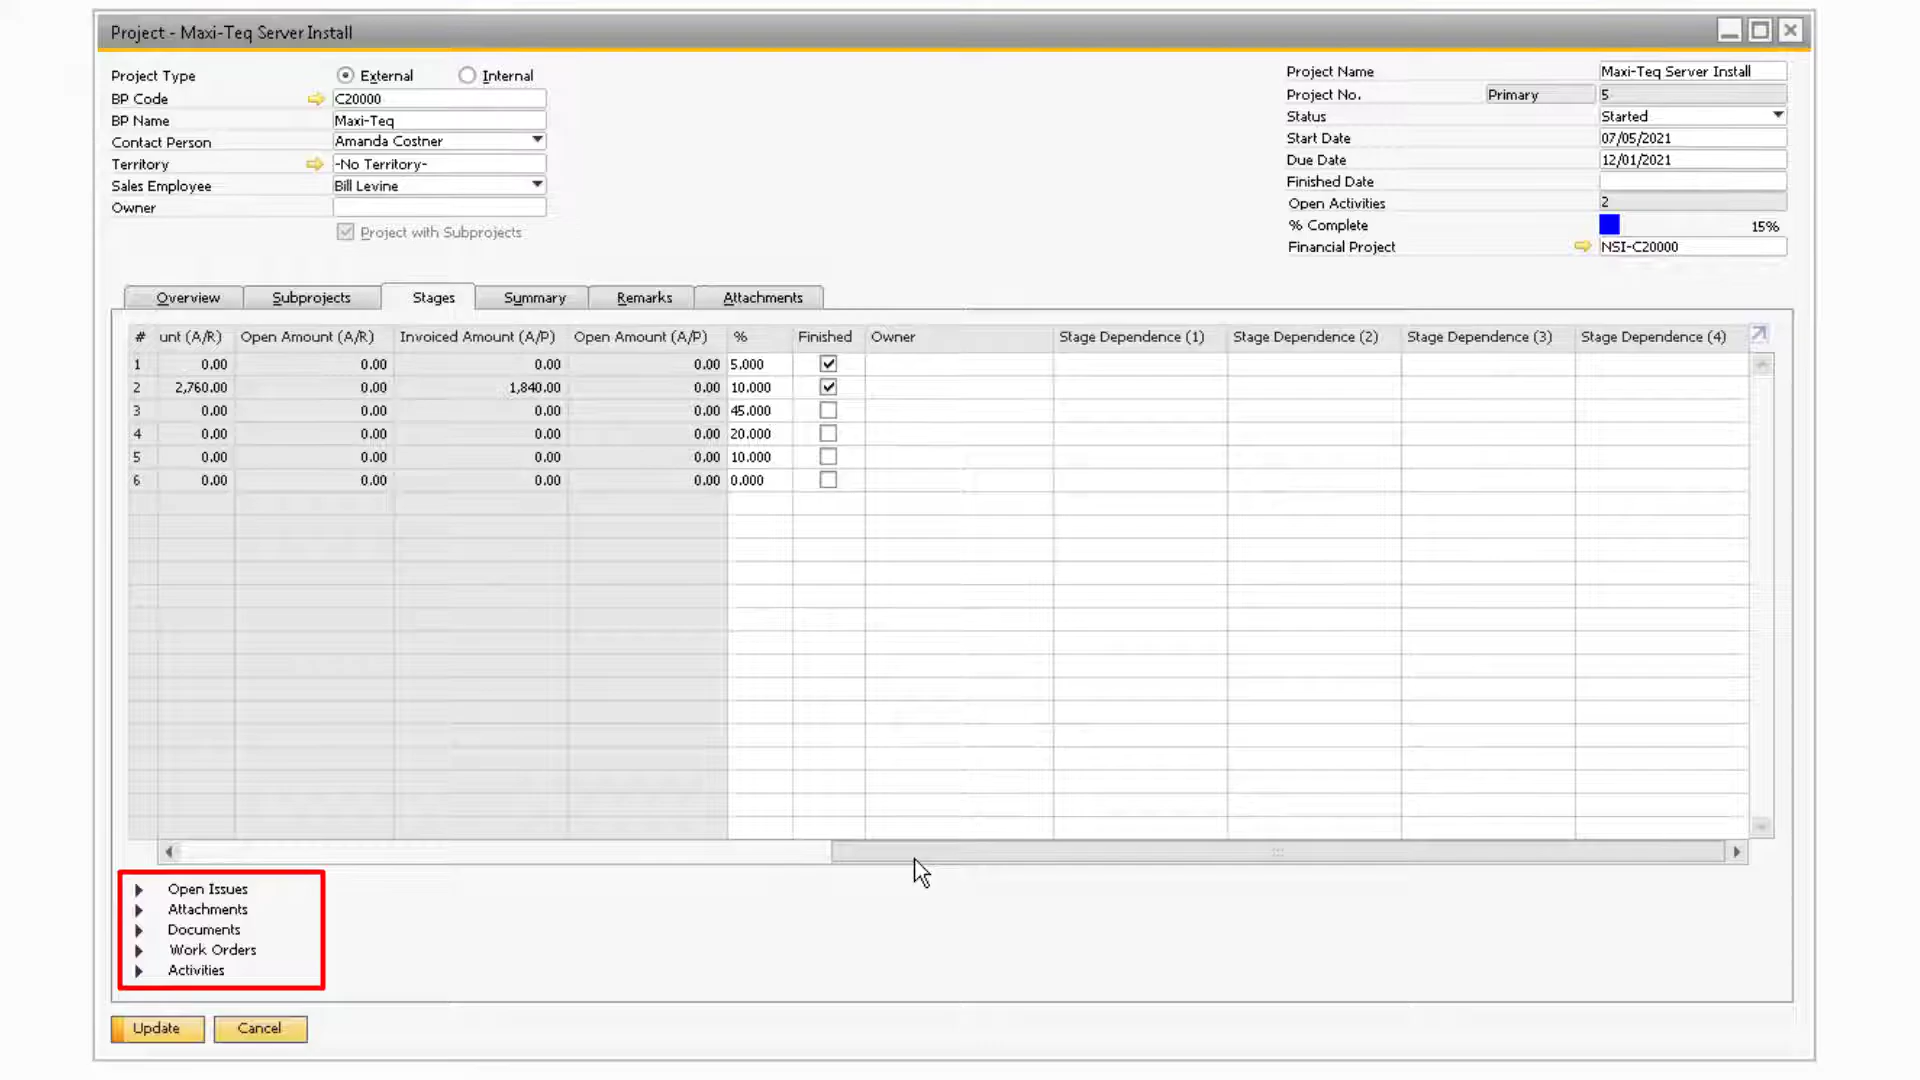 Project - Maxi-Teq Server Install
Project Type External Internal
BP Code C20000
BP Name Maxi-Teq
Contact Person Amanda Costner
Territory -No Territory-
Sales Employee Bill Levine
Owner
Project with Subprojects
Project Name Maxi-Teq Server Install
Project No. Primary 5
Status Started
Start Date 07/05/2021
Due Date 12/01/2021
Finished Date
Open Activities 2
% Complete 15%
Financial Project NSI-C20000
Overview Subprojects Stages Summary Remarks Attachments
# unt (A/R) Open Amount (A/R) Invoiced Amount (A/P) Open Amount (A/P) % Finished Owner Stage Dependence (1) Stage Dependence (2) Stage Dependence (3) Stage Dependence (4)
1 0.00 0.00 0.00 0.00 5.000
2 2,760.00 0.00 1,840.00 0.00 10.000
3 0.00 0.00 0.00 0.00 45.000
4 0.00 0.00 0.00 0.00 20.000
5 0.00 0.00 0.00 0.00 10.000
6 0.00 0.00 0.00 0.00 0.000
Open Issues
Attachments
Documents
Work Orders
Activities
Update Cancel